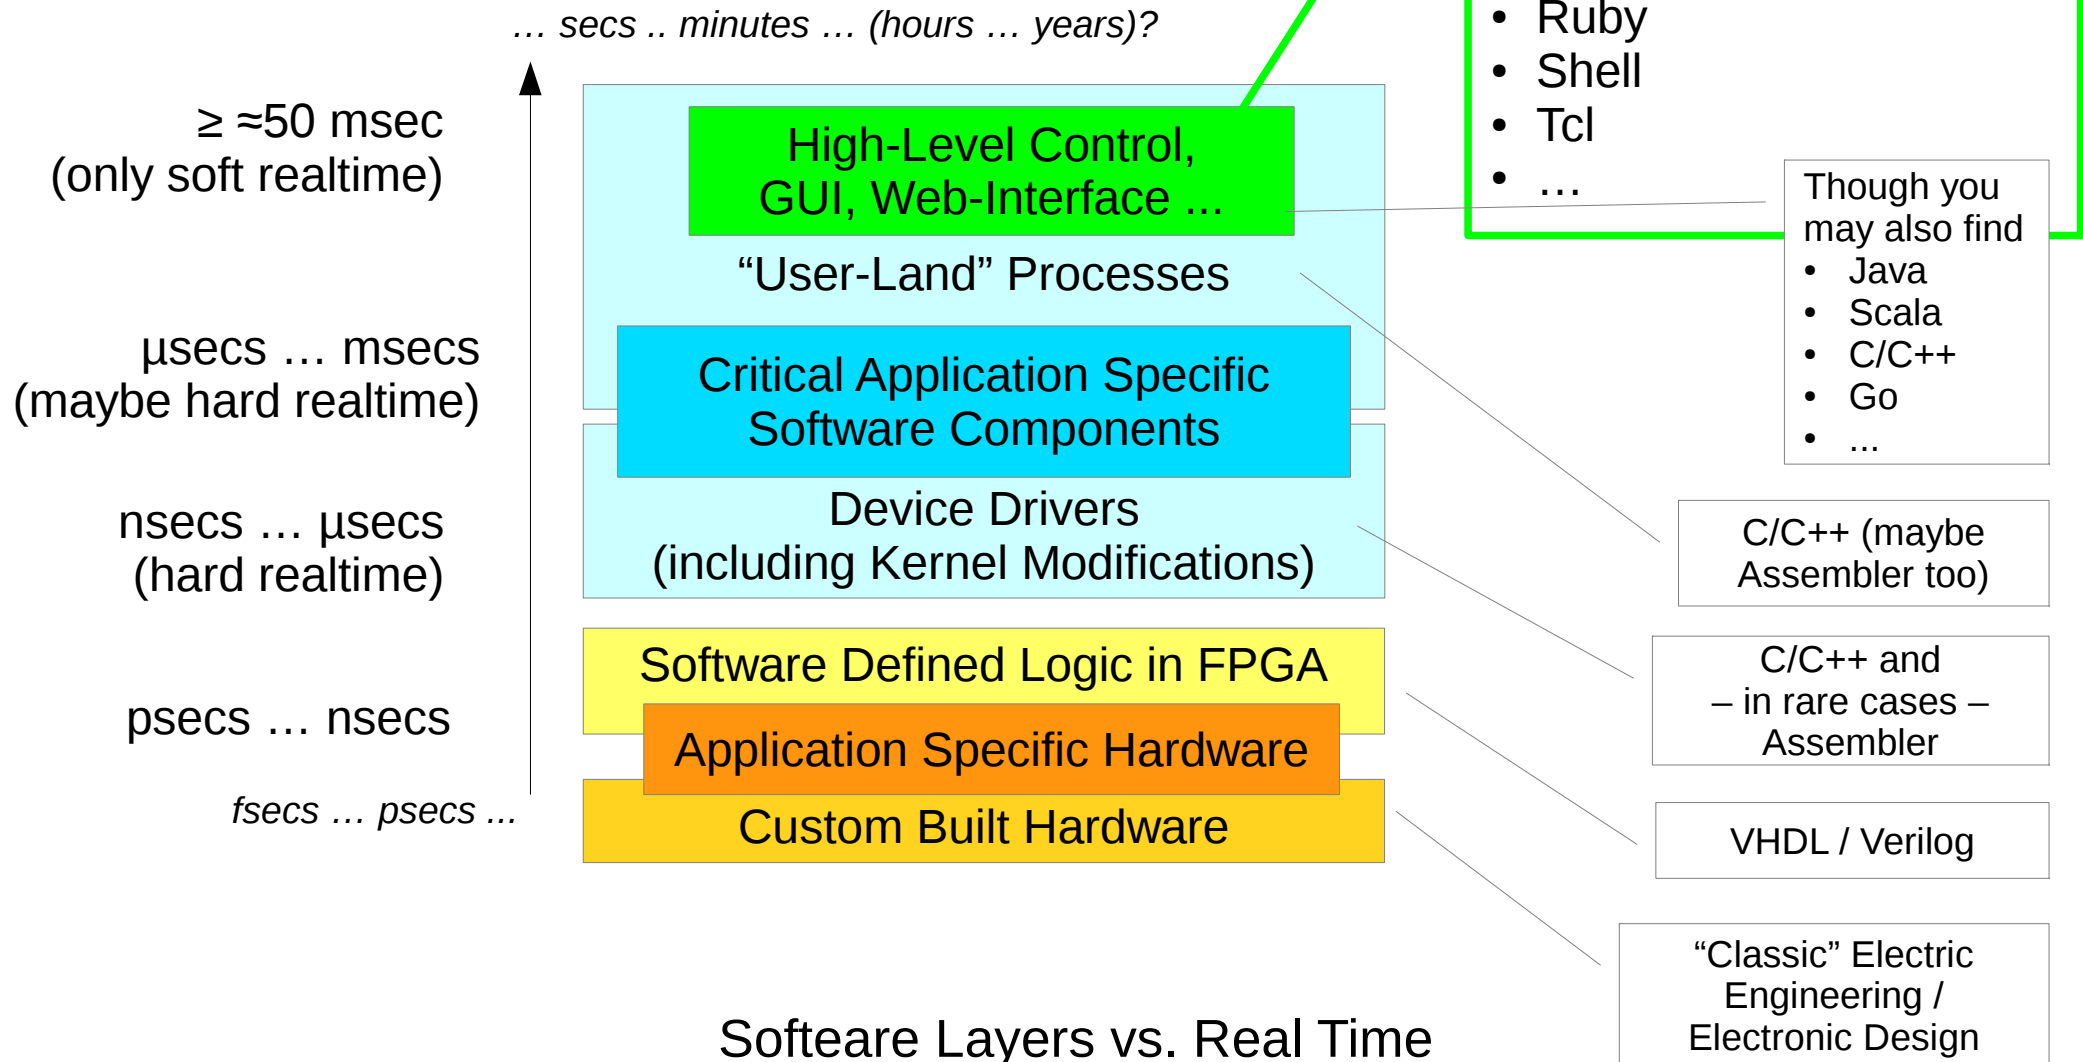 … secs .. minutes … (hours … years)?
≥ ≈50 msec
(only soft realtime)
µsecs … msecs
(maybe hard realtime)
nsecs … µsecs
(hard realtime)
psecs … nsecs
fsecs … psecs ...
High-Level Control,
GUI, Web-Interface ...
“User-Land” Processes
Critical Application Specific
Software Components
Device Drivers
(including Kernel Modifications)
Software Defined Logic in FPGA
Application Specific Hardware
Custom Built Hardware
• Ruby
• Shell
• Tcl
• …
Though you
may also find
• Java
• Scala
• C/C++
• Go
• ...
C/C++ (maybe
Assembler too)
C/C++ and
– in rare cases –
Assembler
VHDL / Verilog
“Classic” Electric
Engineering /
Electronic Design
Softeare Layers vs. Real Time